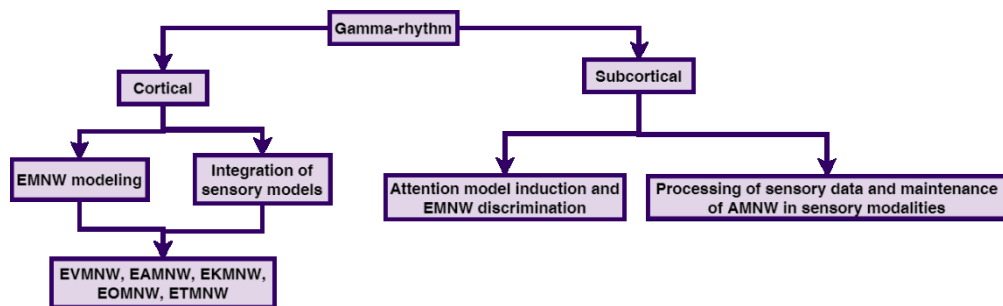 Gamma-rhythm
Cortical
Subcortical
EMNW modeling
Integration of
sensory models
Attention model induction and
EMNW discrimination
Processing of sensory data and maintenance
of AMNW in sensory modalities
EVMNW, EAMNW, EKMNW,
EOMNW, ETMNW